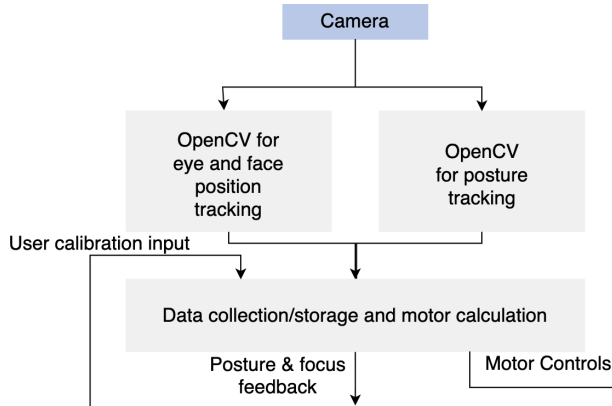 Camera
OpenCV for
eye and face
position
tracking
OpenCV
for posture
tracking
User calibration input
Data collection/storage and motor calculation
Posture & focus
feedback
Motor Controls